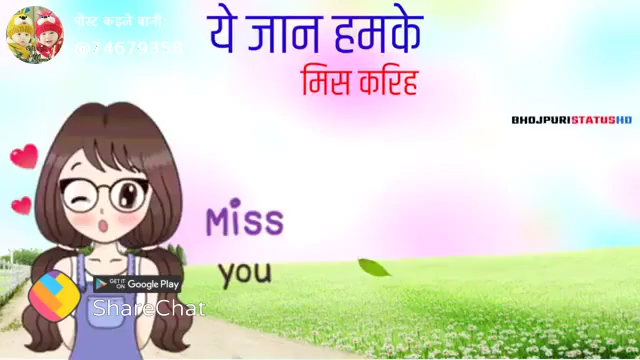 पोस्ट कइले बानी:
@74679358
ये जान हमके
मिस करिह
BHOJPURISTATUSHD
Miss
you
GET IT ON Google Play
ShareChat